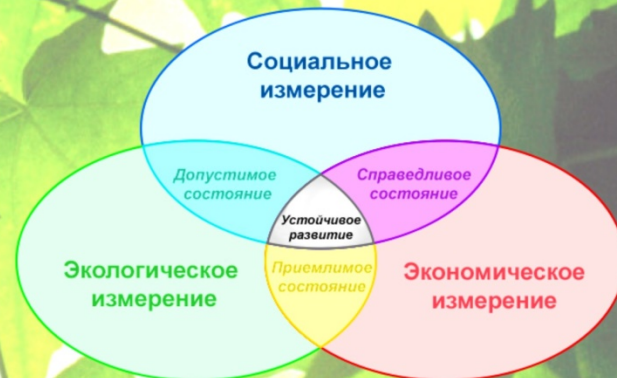 Социальное
измерение
Допустимое
состояние
Справедливое
состояние
Устойчивое
развитие
Экологическое
измерение
Приемлимое
состояние
Экономическое
измерение